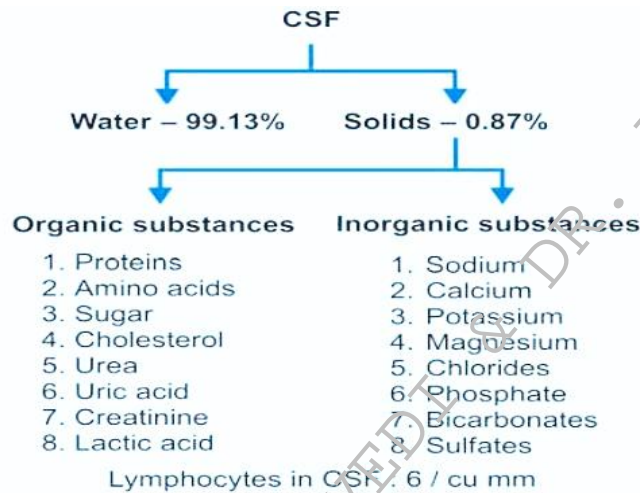 CSF
Water – 99.13% Solids – 0.87%
Organic substances Inorganic substances
1. Proteins
2. Amino acids
3. Sugar
4. Cholesterol
5. Urea
6. Uric acid
7. Creatinine
8. Lactic acid
1. Sodium
2. Calcium
3. Potassium
4. Magnesium
5. Chlorides
6. Phosphate
7. Bicarbonates
8. Sulfates
Lymphocytes in CSF : 6 / cu mm
& DR.